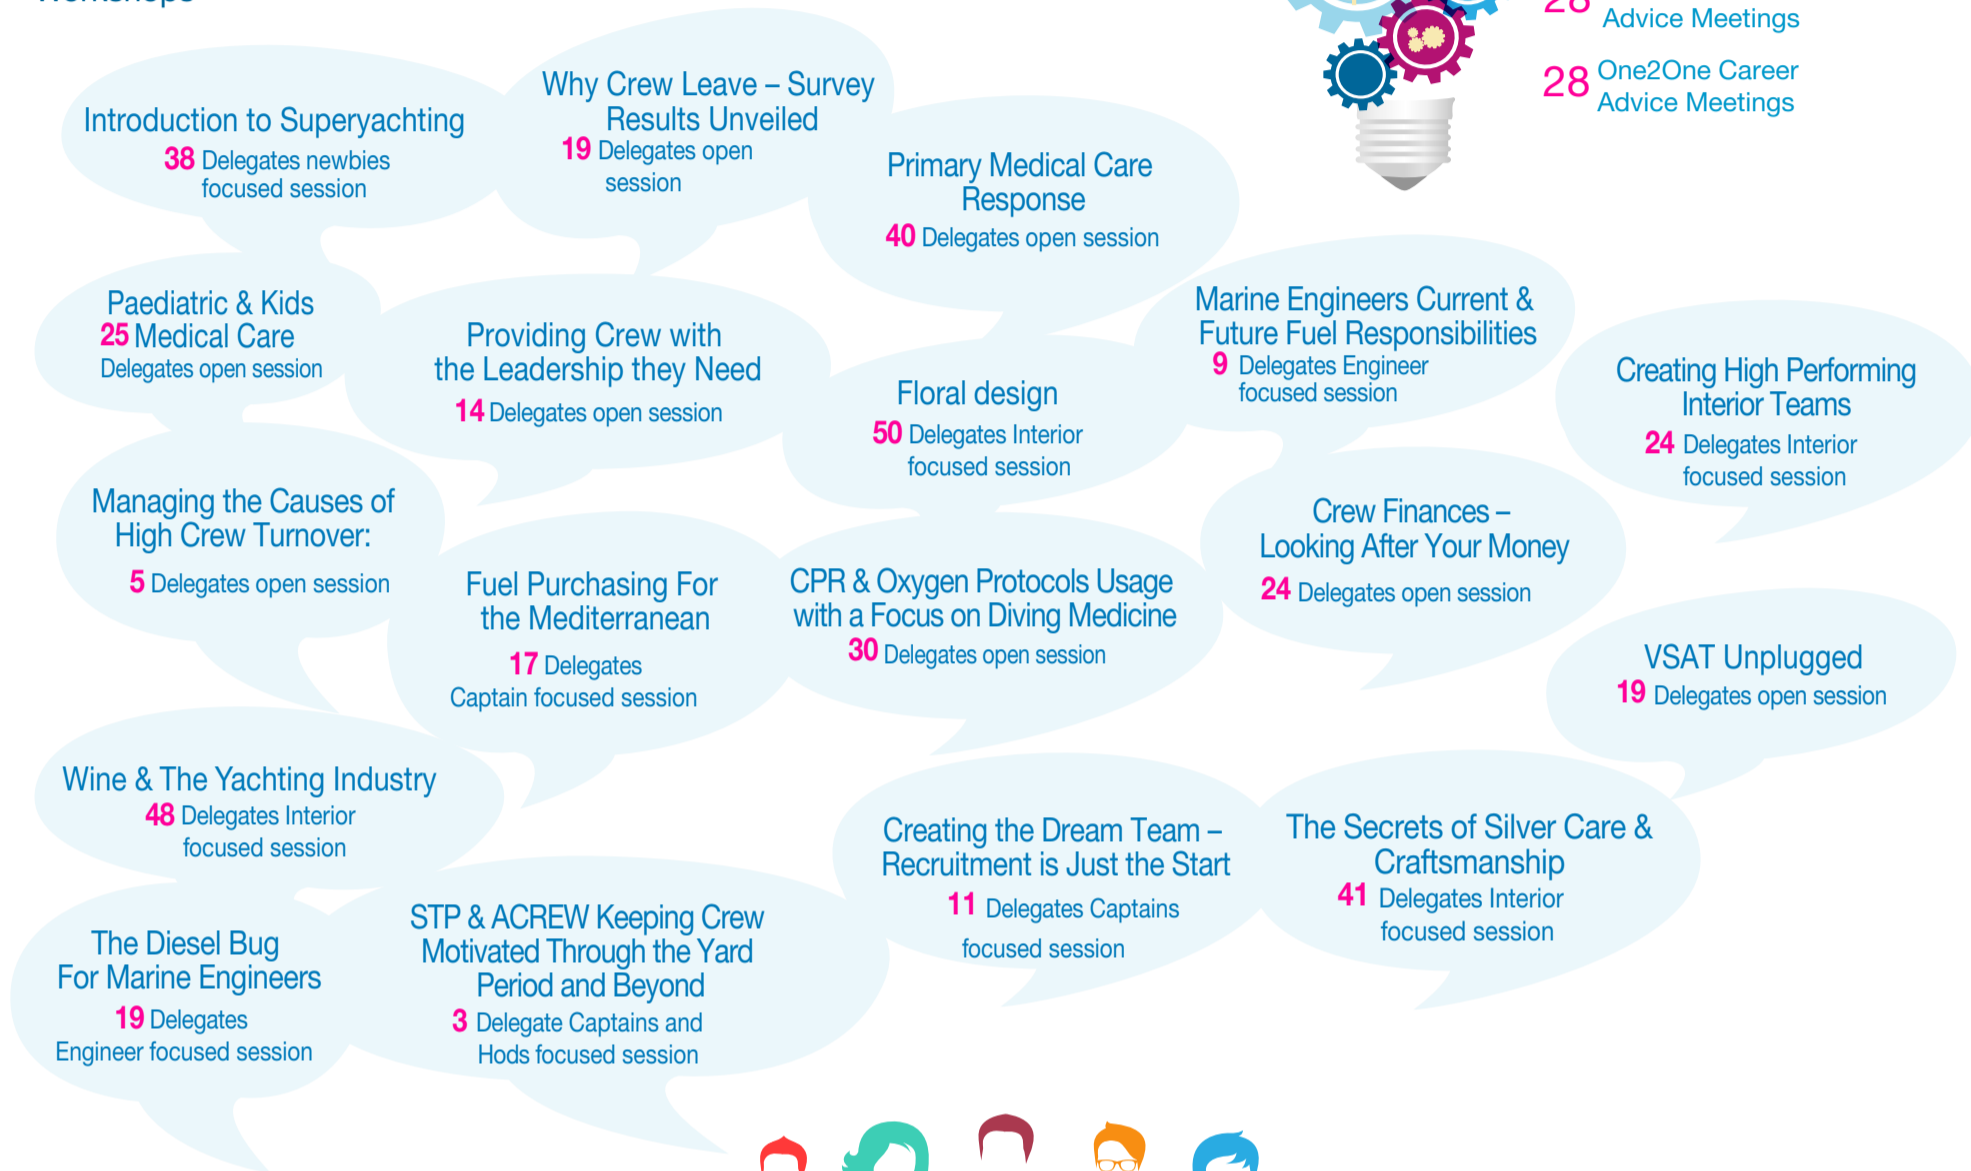 Workshops
28
Advice Meetings
28 One2One Career
Advice Meetings
Introduction to Superyachting
38 Delegates newbies
focused session
Why Crew Leave – Survey
Results Unveiled
19 Delegates open
session
Primary Medical Care
Response
40 Delegates open session
Paediatric & Kids
25 Medical Care
Delegates open session
Providing Crew with
the Leadership they Need
14 Delegates open session
Floral design
50 Delegates Interior
focused session
Marine Engineers Current &
Future Fuel Responsibilities
9 Delegates Engineer
focused session
Creating High Performing
Interior Teams
24 Delegates Interior
focused session
Managing the Causes of
High Crew Turnover:
5 Delegates open session
Fuel Purchasing For
the Mediterranean
17 Delegates
Captain focused session
CPR & Oxygen Protocols Usage
with a Focus on Diving Medicine
30 Delegates open session
Crew Finances –
Looking After Your Money
24 Delegates open session
VSAT Unplugged
19 Delegates open session
Wine & The Yachting Industry
48 Delegates Interior
focused session
Creating the Dream Team –
Recruitment is Just the Start
11 Delegates Captains
focused session
The Secrets of Silver Care &
Craftsmanship
41 Delegates Interior
focused session
The Diesel Bug
For Marine Engineers
19 Delegates
Engineer focused session
STP & ACREW Keeping Crew
Motivated Through the Yard
Period and Beyond
3 Delegate Captains and
Hods focused session